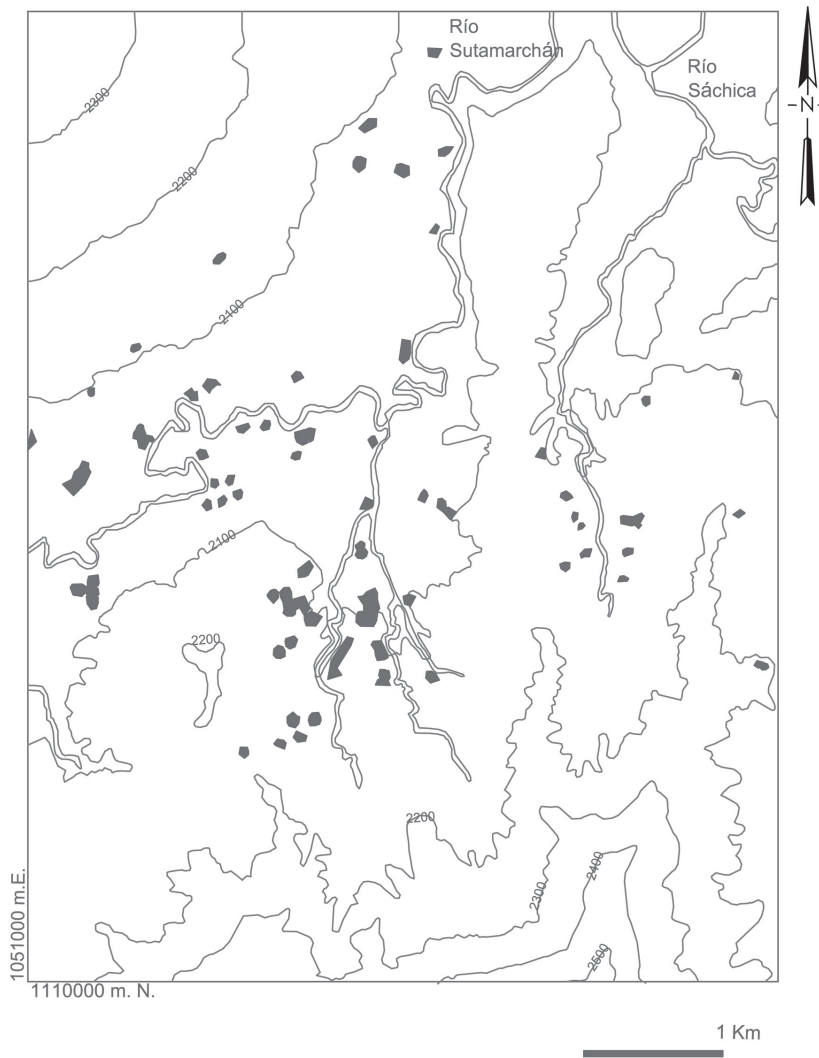 Río
Sutamarchán
Río
Sáchica
-N-
2300
2200
2100
2100
2200
2200
2300
2400
2500
1051000 m.E.
1110000 m. N.
1 Km